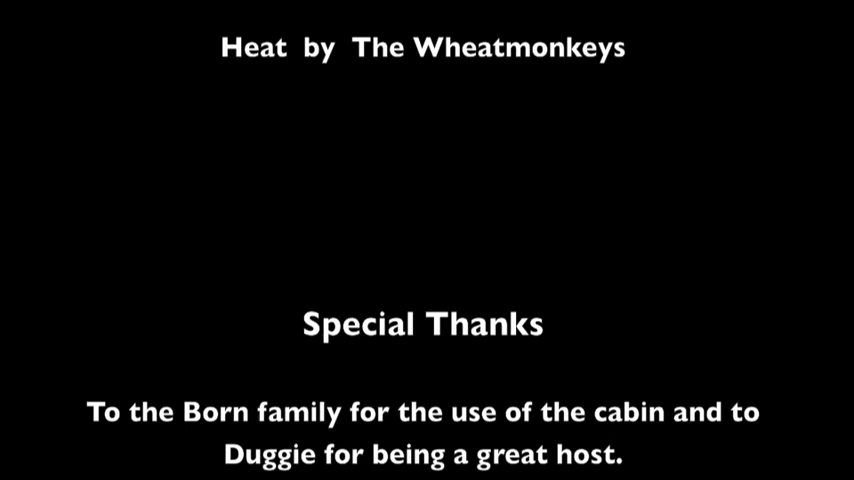 Heat by The Wheatmonkeys
Special Thanks
To the Born family for the use of the cabin and to
Duggie for being a great host.